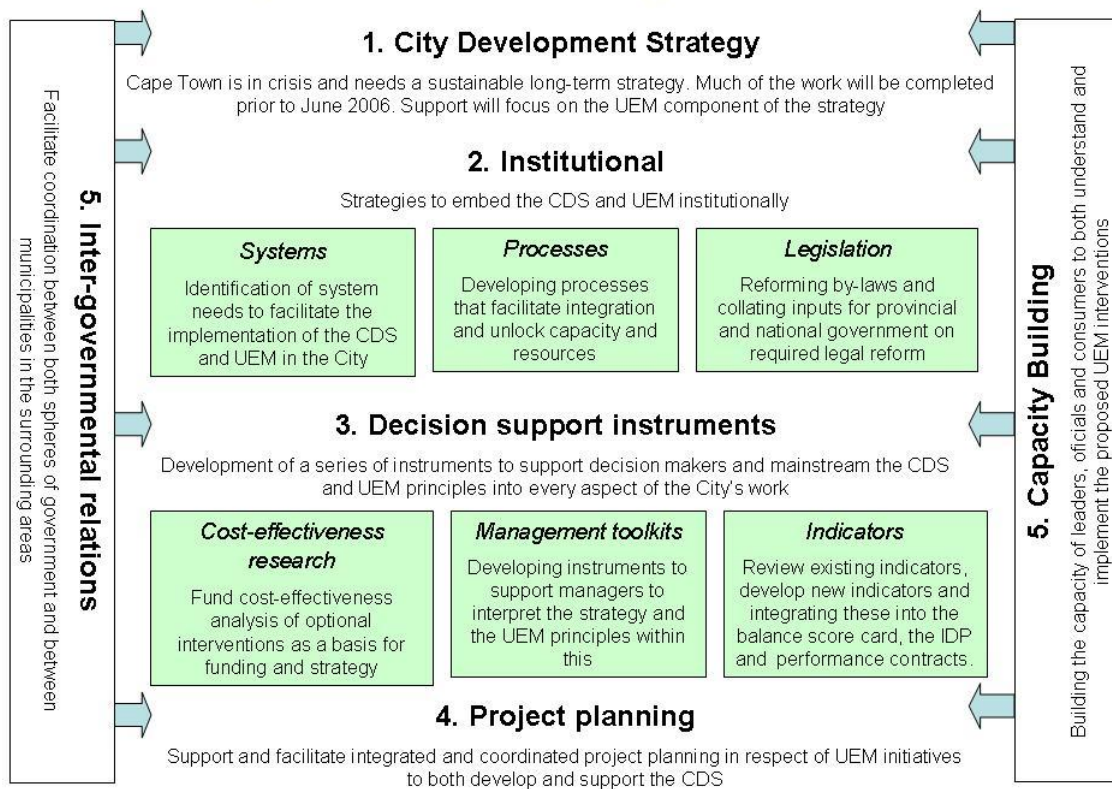 1. City Development Strategy
Cape Town is in crisis and needs a sustainable long-term strategy. Much of the work will be completed
prior to June 2006. Support will focus on the UEM component of the strategy
2. Institutional
Strategies to embed the CDS and UEM institutionally
Systems
Identification of system
needs to facilitate the
implementation of the CDS
and UEM in the City
Processes
Developing processes
that facilitate integration
and unlock capacity and
resources
Legislation
Reforming by-laws and
collating inputs for provincial
and national government on
required legal reform
3. Decision support instruments
Development of a series of instruments to support decision makers and mainstream the CDS
and UEM principles into every aspect of the City's work
Cost-effectiveness
research
Fund cost-effectiveness
analysis of optional
interventions as a basis for
funding and strategy
Management toolkits
Developing instruments to
support managers to
interpret the strategy and
the UEM principles within
this
Indicators
Review existing indicators,
develop new indicators and
integrating these into the
balance score card, the IDP
and performance contracts.
4. Project planning
Support and facilitate integrated and coordinated project planning in respect of UEM initiatives
to both develop and support the CDS
5. Inter-governmental relations
Facilitate coordination between both spheres of government and between
municipalities in the surrounding areas
5. Capacity Building
Building the capacity of leaders, oficials and consumers to both understand and
implement the proposed UEM interventions